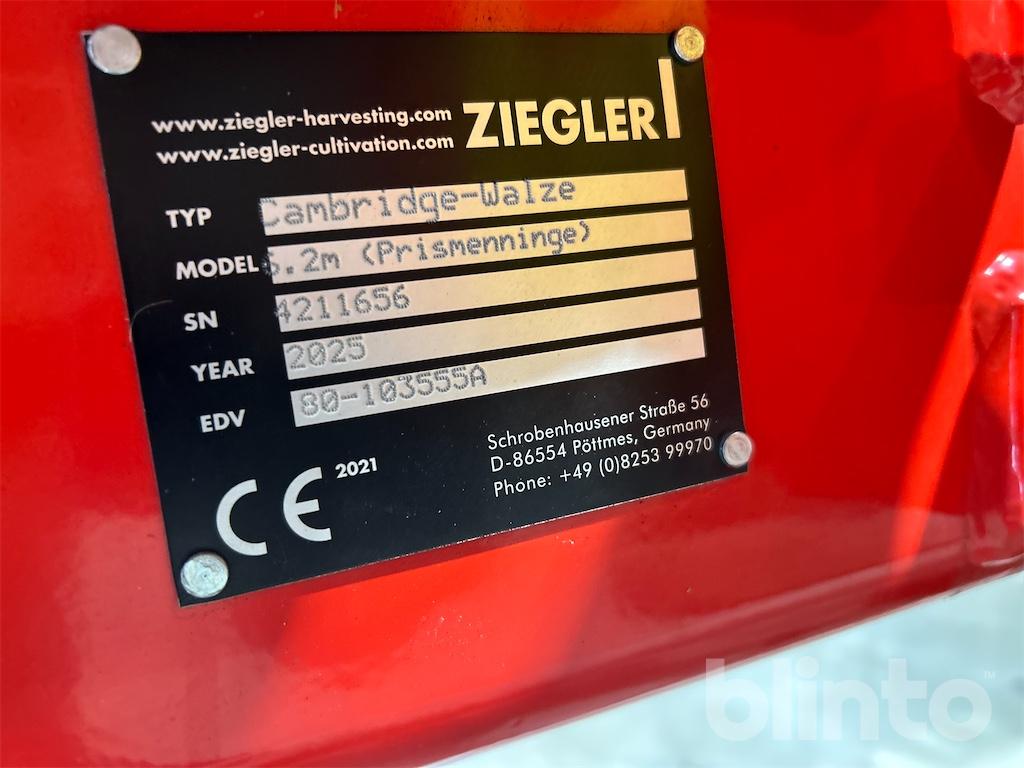 www.ziegler-harvesting.com
www.ziegler-cultivation.com
ZIEGLER
TYP Cambridge-Walze
MODEL 6.2m (Prismenninge)
SN 4211656
YEAR 2025
EDV 80-103555A
CE 2021
Schrobenhausener Straße 56
D-86554 Pöttmes, Germany
Phone: +49 (0)8253 99970
blinto™